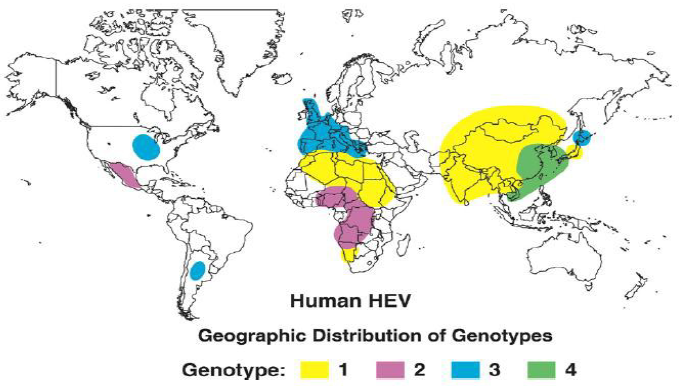 Human HEV
Geographic Distribution of Genotypes
Genotype: 1 2 3 4